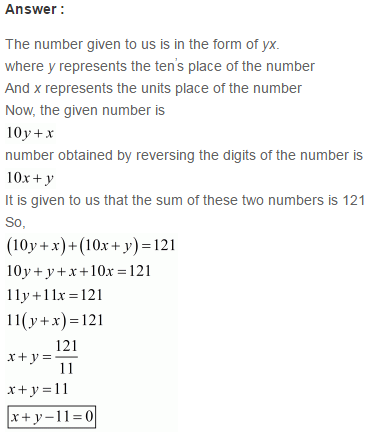 Answer :
The number given to us is in the form of yx.
where y represents the ten's place of the number
And x represents the units place of the number
Now, the given number is
10y+x
number obtained by reversing the digits of the number is
10x+y
It is given to us that the sum of these two numbers is 121
So,
(10y+x)+(10x+y)=121
10y+y+x+10x=121
11y+11x=121
11(y+x)=121
x+y=121/11
x+y=11
x+y−11=0